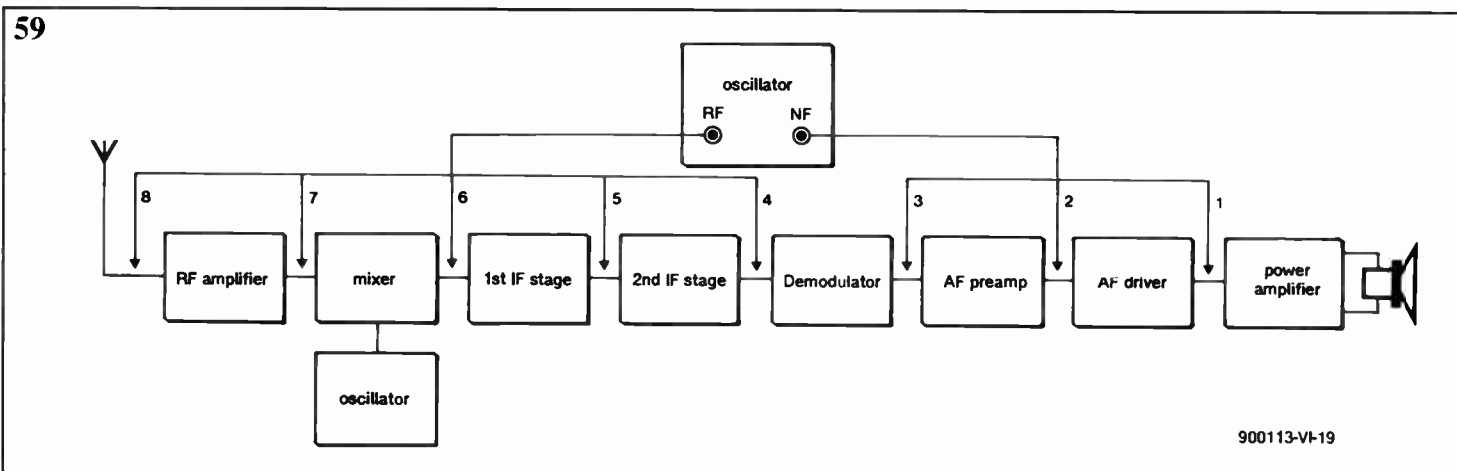 59
oscillator
RF NF
8 7 6 5 4 3 2 1
RF amplifier
mixer
1st IF stage
2nd IF stage
Demodulator
AF preamp
AF driver
power
amplifier
oscillator
900113-VI-19